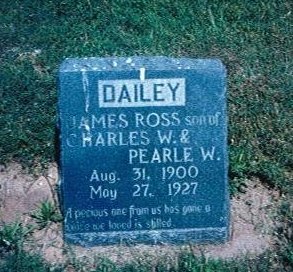 DAILEY
JAMES ROSS son of
CHARLES W. &
PEARLE W.
Aug. 31, 1900
May 27, 1927
A precious one from us has gone a
voice we loved is stilled